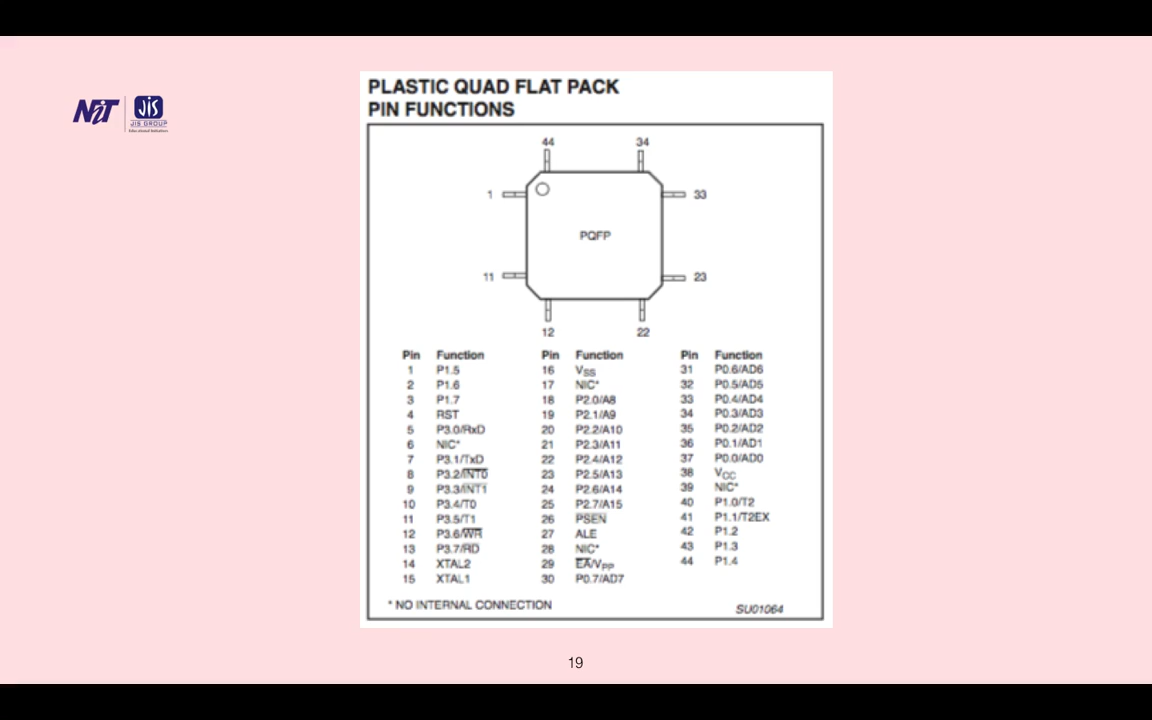 NiT
JIS
JIS GROUP
Educational Initiatives
PLASTIC QUAD FLAT PACK
PIN FUNCTIONS
44 34
1 33
PQFP
11 23
12 22
Pin Function Pin Function Pin Function
1 P1.5 16 VSS 31 P0.6/AD6
2 P1.6 17 NIC* 32 P0.5/AD5
3 P1.7 18 P2.0/A8 33 P0.4/AD4
4 RST 19 P2.1/A9 34 P0.3/AD3
5 P3.0/RxD 20 P2.2/A10 35 P0.2/AD2
6 NIC* 21 P2.3/A11 36 P0.1/AD1
7 P3.1/TxD 22 P2.4/A12 37 P0.0/AD0
8 P3.2/I̅N̅T̅0̅ 23 P2.5/A13 38 VCC
9 P3.3/I̅N̅T̅1̅ 24 P2.6/A14 39 NIC*
10 P3.4/T0 25 P2.7/A15 40 P1.0/T2
11 P3.5/T1 26 P̅S̅E̅N̅ 41 P1.1/T2EX
12 P3.6/W̅R̅ 27 ALE 42 P1.2
13 P3.7/R̅D̅ 28 NIC* 43 P1.3
14 XTAL2 29 E̅A̅/VPP 44 P1.4
15 XTAL1 30 P0.7/AD7
* NO INTERNAL CONNECTION SU01064
19